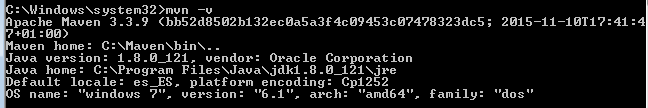 C:\Windows\system32>mvn -v
Apache Maven 3.3.9 (bb52d8502b132ec0a5a3f4c09453c07478323dc5; 2015-11-10T17:41:4
7+01:00)
Maven home: C:\Maven\bin\..
Java version: 1.8.0_121, vendor: Oracle Corporation
Java home: C:\Program Files\Java\jdk1.8.0_121\jre
Default locale: es_ES, platform encoding: Cp1252
OS name: "windows 7", version: "6.1", arch: "amd64", family: "dos"